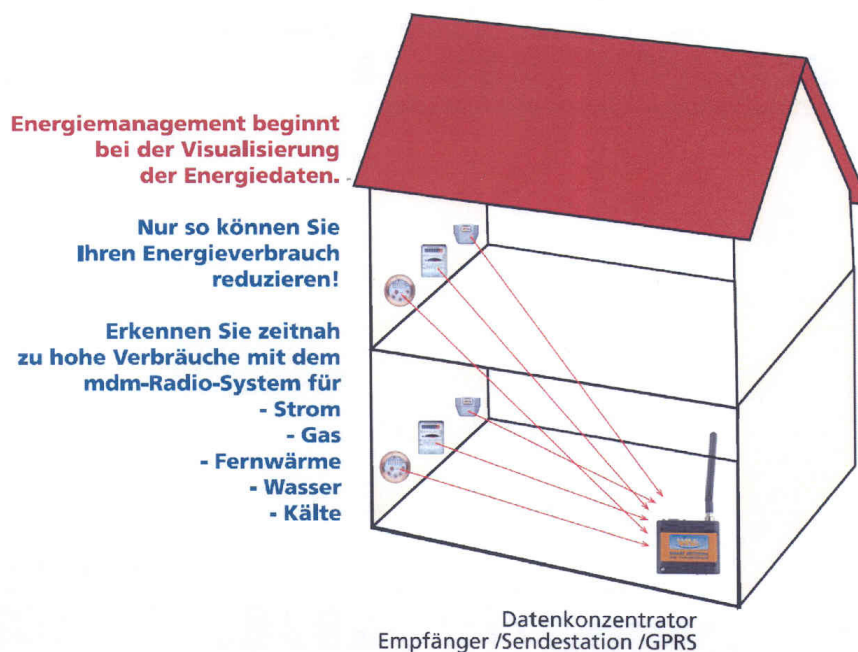 Energiemanagement beginnt
bei der Visualisierung
der Energiedaten.
Nur so können Sie
Ihren Energieverbrauch
reduzieren!
Erkennen Sie zeitnah
zu hohe Verbräuche mit dem
mdm-Radio-System für
- Strom
- Gas
- Fernwärme
- Wasser
- Kälte
Datenkonzentrator
Empfänger /Sendestation /GPRS